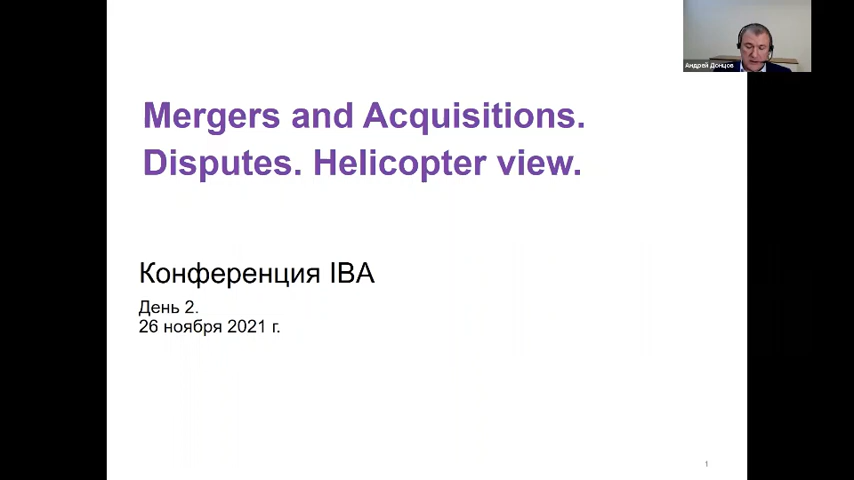 Андрей Донцов
Mergers and Acquisitions.
Disputes. Helicopter view.
Конференция IBA
День 2.
26 ноября 2021 г.
1